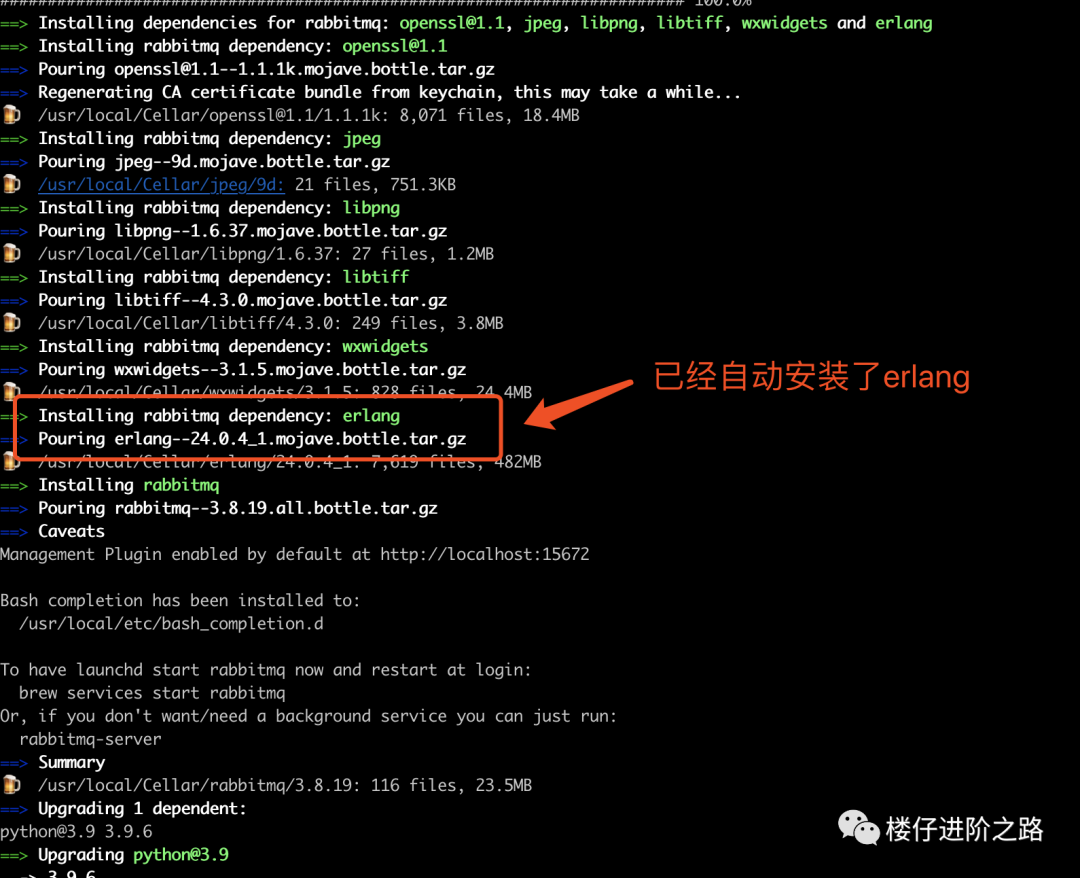 ######################################################################## 100.0%
==> Installing dependencies for rabbitmq: openssl@1.1, jpeg, libpng, libtiff, wxwidgets and erlang
==> Installing rabbitmq dependency: openssl@1.1
==> Pouring openssl@1.1--1.1.1k.mojave.bottle.tar.gz
==> Regenerating CA certificate bundle from keychain, this may take a while...
/usr/local/Cellar/openssl@1.1/1.1.1k: 8,071 files, 18.4MB
==> Installing rabbitmq dependency: jpeg
==> Pouring jpeg--9d.mojave.bottle.tar.gz
/usr/local/Cellar/jpeg/9d: 21 files, 751.3KB
==> Installing rabbitmq dependency: libpng
==> Pouring libpng--1.6.37.mojave.bottle.tar.gz
/usr/local/Cellar/libpng/1.6.37: 27 files, 1.2MB
==> Installing rabbitmq dependency: libtiff
==> Pouring libtiff--4.3.0.mojave.bottle.tar.gz
/usr/local/Cellar/libtiff/4.3.0: 249 files, 3.8MB
==> Installing rabbitmq dependency: wxwidgets
==> Pouring wxwidgets--3.1.5.mojave.bottle.tar.gz
/usr/local/Cellar/wxwidgets/3.1.5: 828 files, 24.4MB
已经自动安装了erlang
==> Installing rabbitmq dependency: erlang
==> Pouring erlang--24.0.4_1.mojave.bottle.tar.gz
/usr/local/Cellar/erlang/24.0.4_1: 7,619 files, 482MB
==> Installing rabbitmq
==> Pouring rabbitmq--3.8.19.all.bottle.tar.gz
==> Caveats
Management Plugin enabled by default at http://localhost:15672
Bash completion has been installed to:
/usr/local/etc/bash_completion.d
To have launchd start rabbitmq now and restart at login:
brew services start rabbitmq
Or, if you don't want/need a background service you can just run:
rabbitmq-server
==> Summary
/usr/local/Cellar/rabbitmq/3.8.19: 116 files, 23.5MB
==> Upgrading 1 dependent:
python@3.9 3.9.6
==> Upgrading python@3.9
-> 3.9.6
楼仔进阶之路